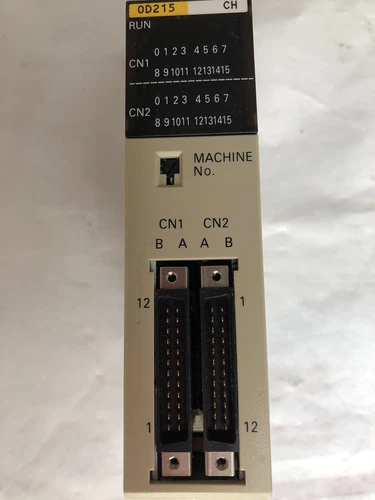 OD215 CH
RUN
0 1 2 3 4 5 6 7
CN1
8 9 10 11 12 13 14 15
0 1 2 3 4 5 6 7
CN2
8 9 10 11 12 13 14 15
MACHINE
No.
CN1 CN2
B A A B
12 1
1 12